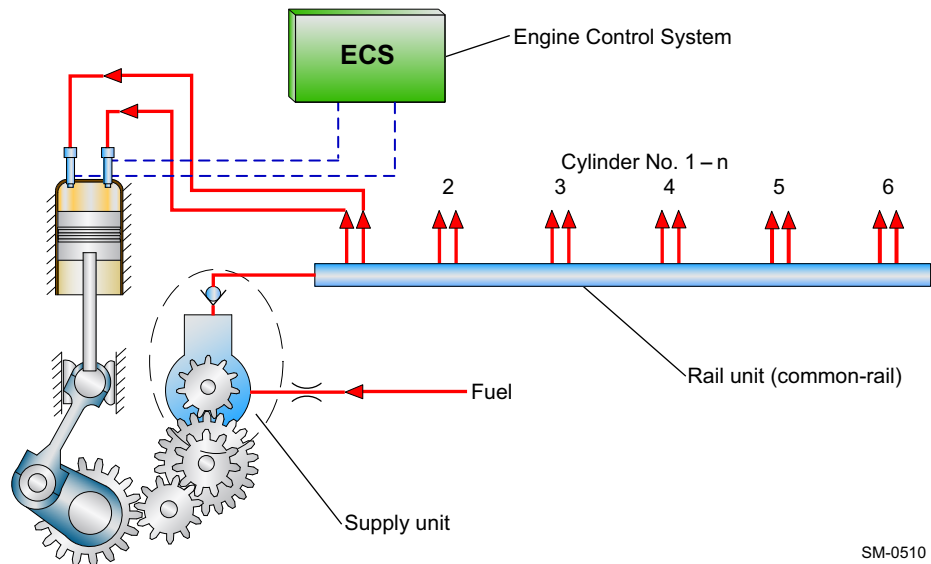 ECS
Engine Control System
Cylinder No. 1 – n
2 3 4 5 6
Rail unit (common-rail)
Fuel
Supply unit
SM-0510